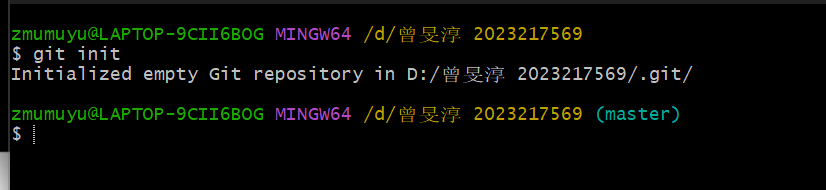 zmumuyu@LAPTOP-9CII6BOG MINGW64 /d/曾旻淳 2023217569
$ git init
Initialized empty Git repository in D:/曾旻淳 2023217569/.git/
zmumuyu@LAPTOP-9CII6BOG MINGW64 /d/曾旻淳 2023217569 (master)
$